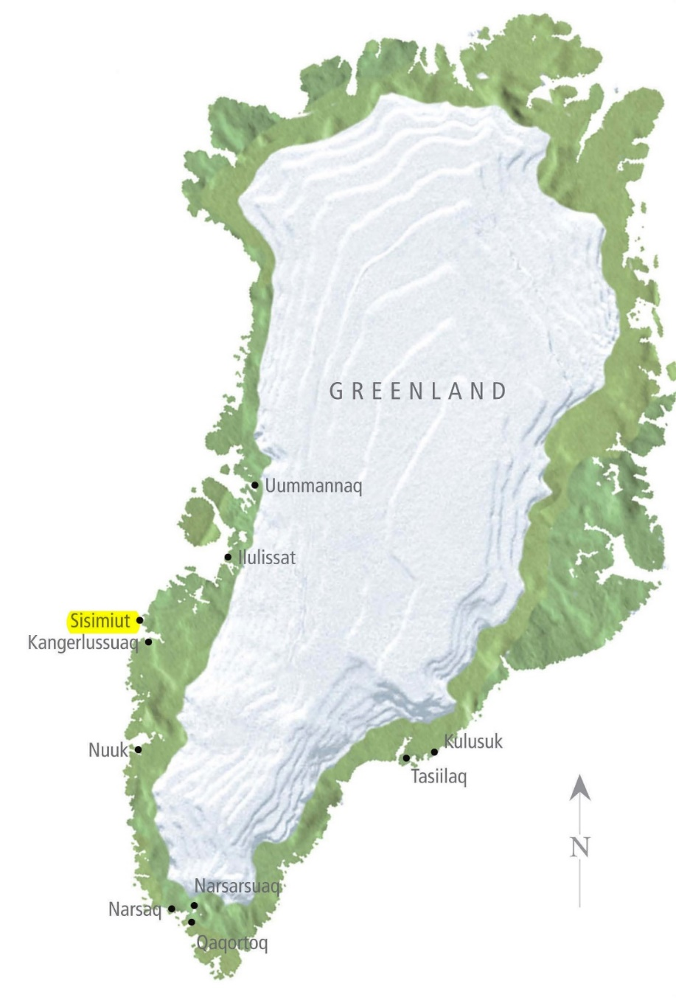 GREENLAND
Uummannaq
Ilulissat
Sisimiut
Kangerlussuaq
Nuuk
Kulusuk
Tasiilaq
N
Narsarsuaq
Narsaq
Qaqortoq